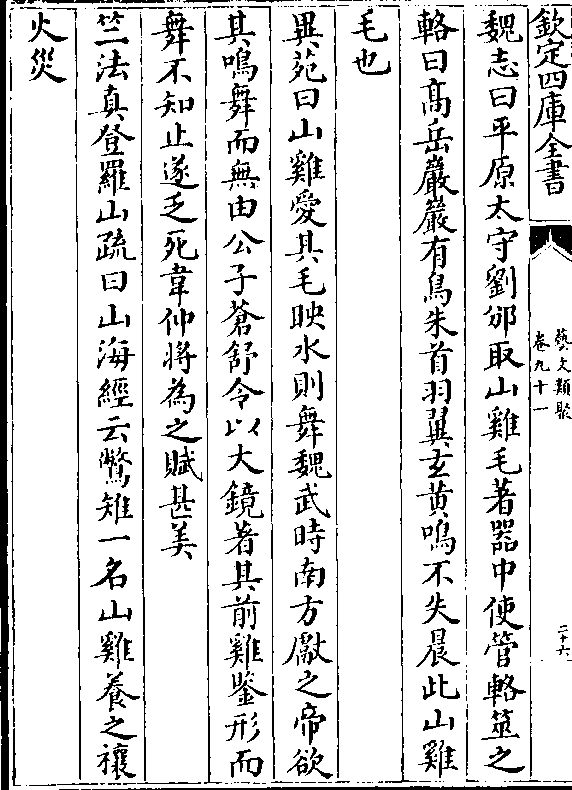 欽定四庫全書
藝文類聚
卷九十一
二十六
魏志曰平原太守劉邠取山雞毛著器中使管輅筮之
輅曰高岳巖巖有鳥朱首羽翼玄黄鳴不失晨此山雞
毛也
異苑曰山雞愛其毛映水則舞魏武時南方獻之帝欲
其鳴舞而無由公子蒼舒令以大鏡著其前雞鑒形而
舞不知止遂乏死韋仲將為之賦甚美
竺法真登羅山疏曰山海經云鷩雉一名山雞養之禳
火災